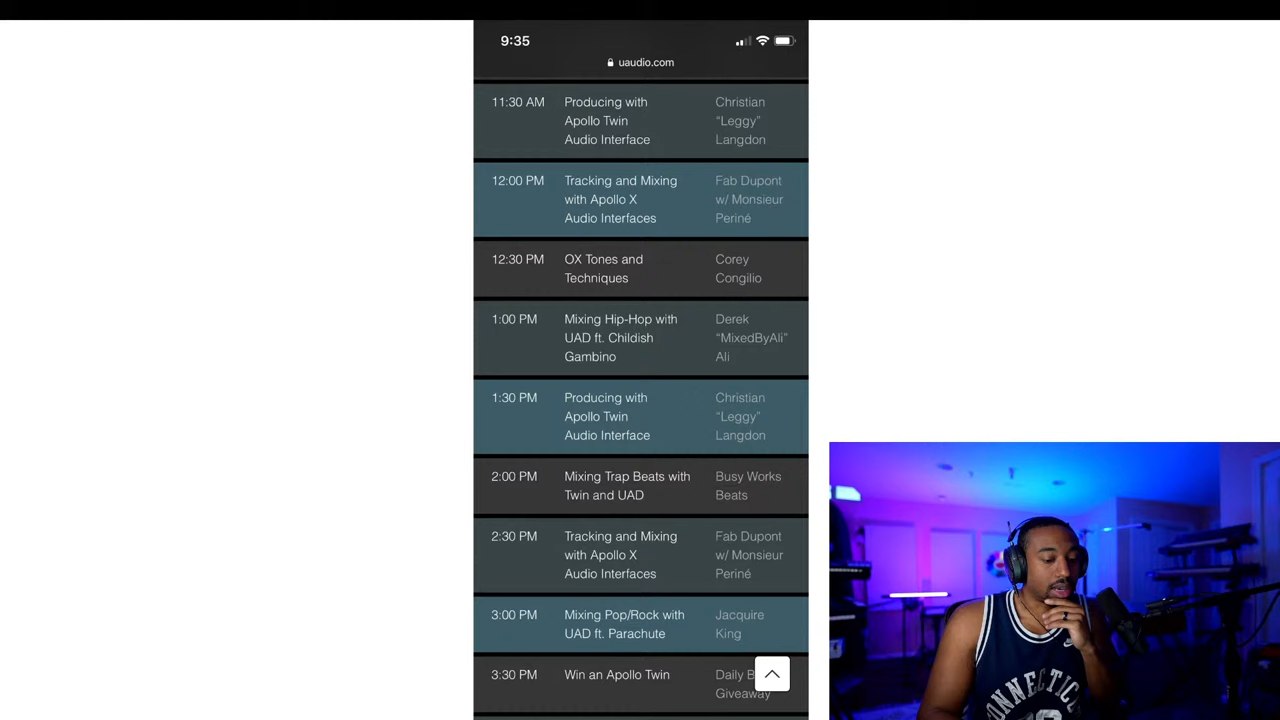 9:35
uaudio.com
11:30 AM
Producing with
Apollo Twin
Audio Interface
Christian
“Leggy”
Langdon
12:00 PM
Tracking and Mixing
with Apollo X
Audio Interfaces
Fab Dupont
w/ Monsieur
Periné
12:30 PM
OX Tones and
Techniques
Corey
Congilio
1:00 PM
Mixing Hip-Hop with
UAD ft. Childish
Gambino
Derek
“MixedByAli”
Ali
1:30 PM
Producing with
Apollo Twin
Audio Interface
Christian
“Leggy”
Langdon
2:00 PM
Mixing Trap Beats with
Twin and UAD
Busy Works
Beats
2:30 PM
Tracking and Mixing
with Apollo X
Audio Interfaces
Fab Dupont
w/ Monsieur
Periné
3:00 PM
Mixing Pop/Rock with
UAD ft. Parachute
Jacquire
King
3:30 PM
Win an Apollo Twin
Daily
Giveaway
CONNECTIC